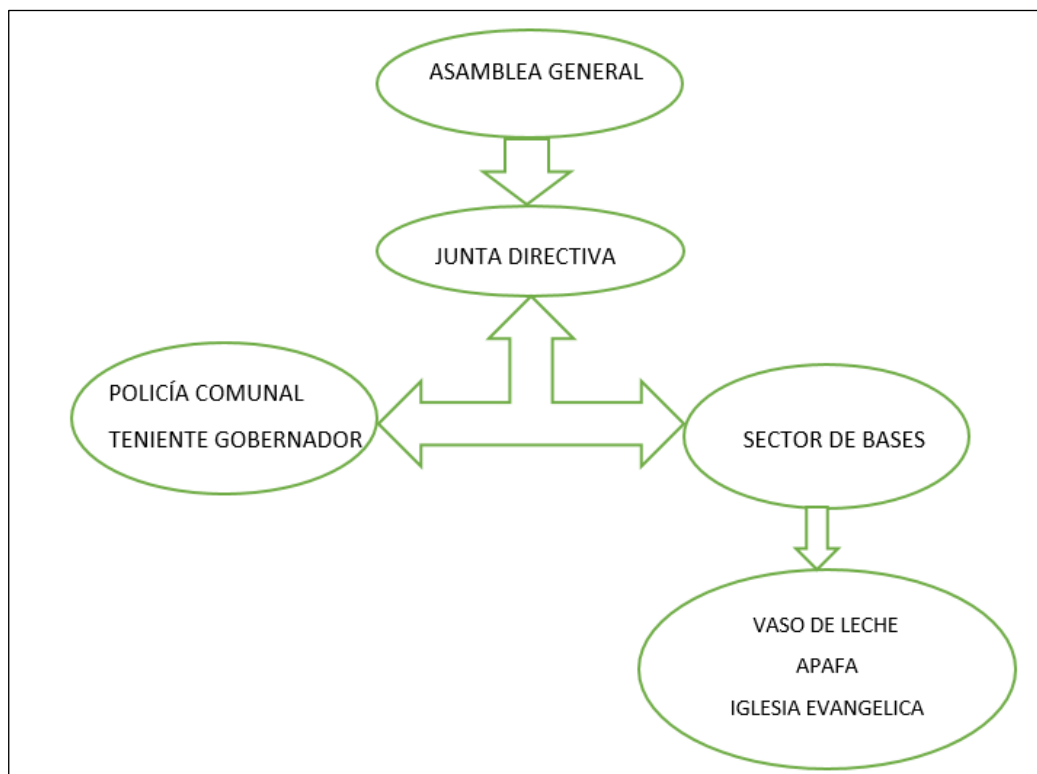 ASAMBLEA GENERAL
JUNTA DIRECTIVA
POLICÍA COMUNAL
TENIENTE GOBERNADOR
SECTOR DE BASES
VASO DE LECHE
APAFA
IGLESIA EVANGELICA